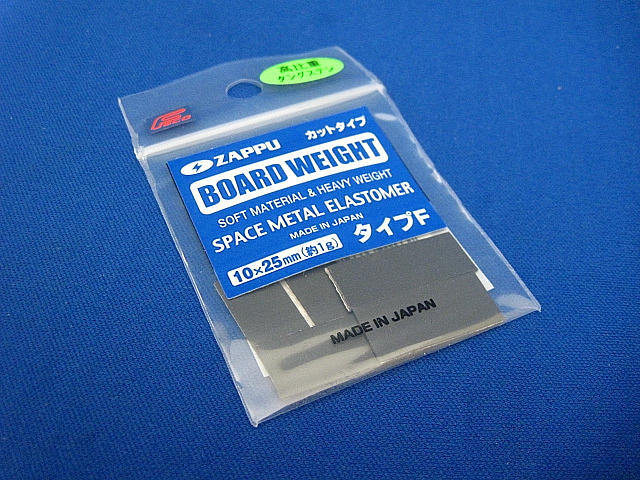 高比重
タングステン
ZAPPU
カットタイプ
BOARD WEIGHT
SOFT MATERIAL & HEAVY WEIGHT
SPACE METAL ELASTOMER
MADE IN JAPAN
10×25mm(約1g)
タイプF
MADE IN JAPAN